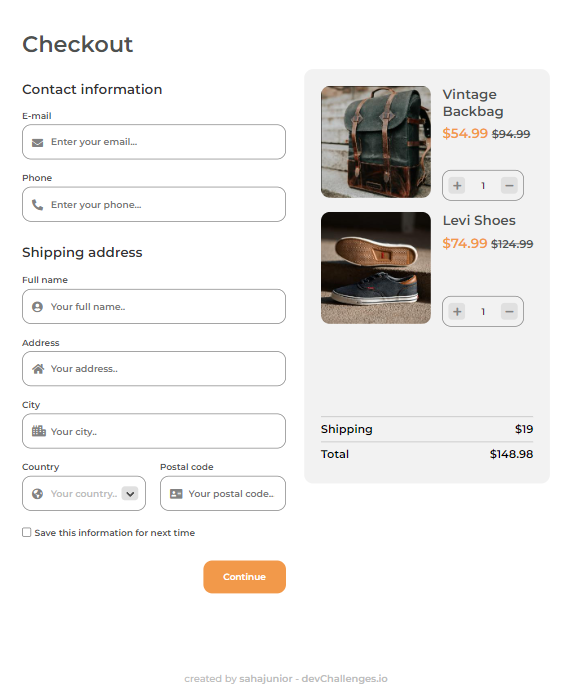 Checkout
Contact information
E-mail
Enter your email...
Phone
Enter your phone...
Shipping address
Full name
Your full name..
Address
Your address..
City
Your city..
Country
Your country..
Postal code
Your postal code..
Save this information for next time
Continue
Vintage
Backbag
$54.99 $94.99
+ 1 −
Levi Shoes
$74.99 $124.99
+ 1 −
Shipping $19
Total $148.98
created by sahajunior - devChallenges.io